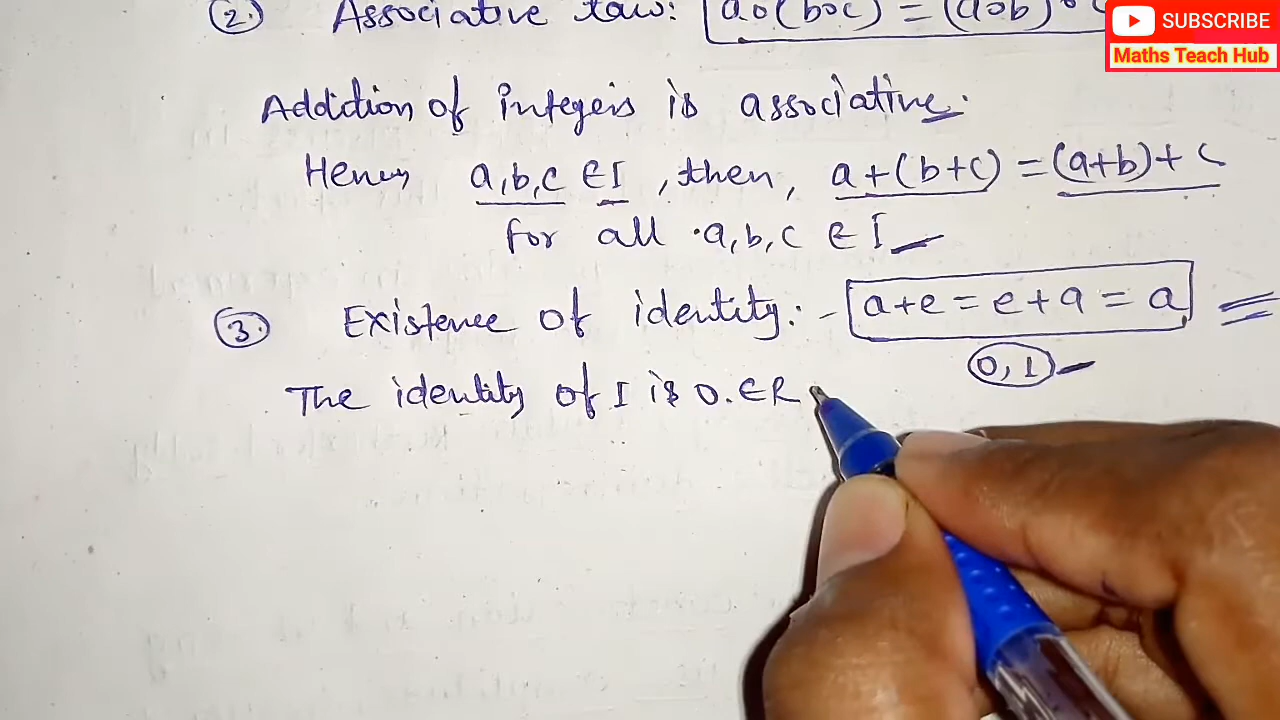 (2.) Associative law: a∘(b∘c) = (a∘b)∘c
SUBSCRIBE
Maths Teach Hub
Addition of integers is associative.
Hence a,b,c ∈ I, then, a+(b+c) = (a+b)+c
for all a,b,c ∈ I
(3.) Existence of identity: - a+e = e+a = a
0, 1
The identity of I is 0. ∈ R